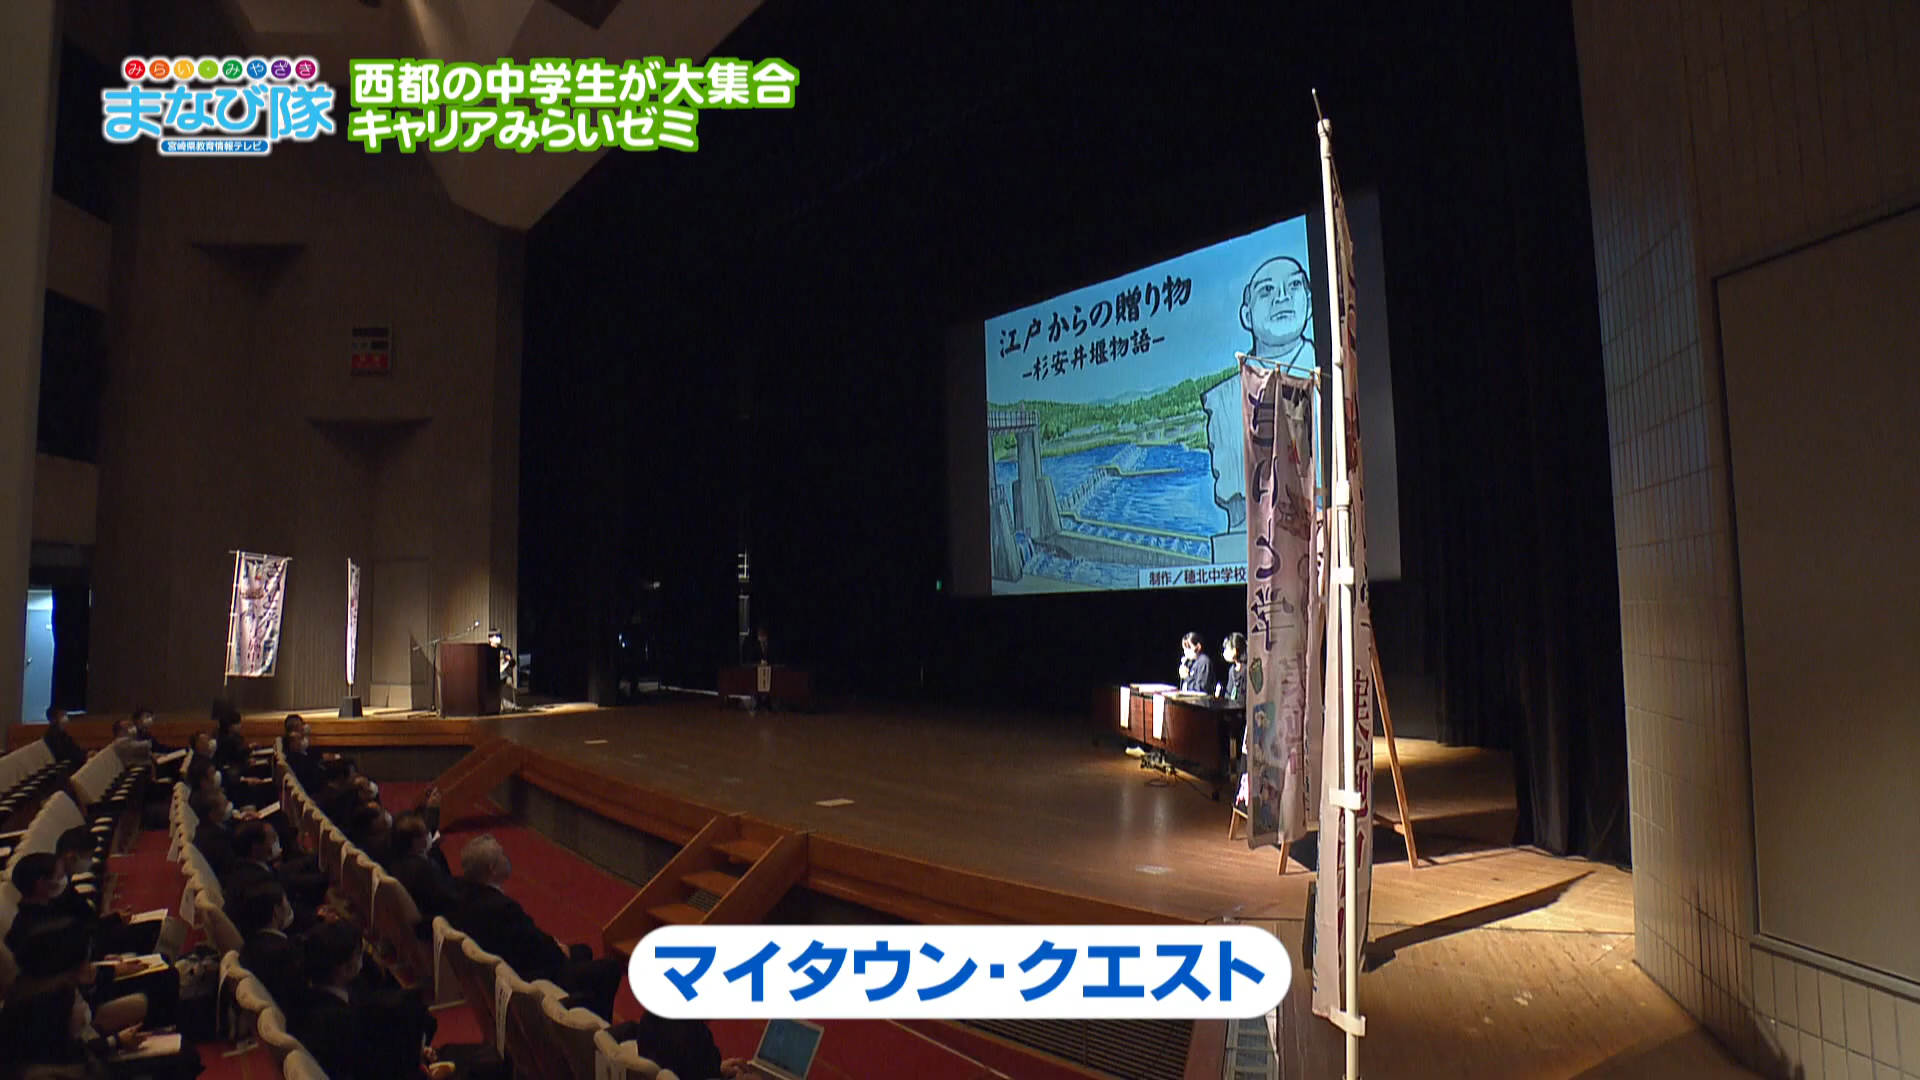 みらい・みやざき
まなび隊
宮崎県教育情報テレビ
西都の中学生が大集合
キャリアみらいゼミ
江戸からの贈り物
-杉安井堰物語-
制作／穂北中学校
マイタウン・クエスト